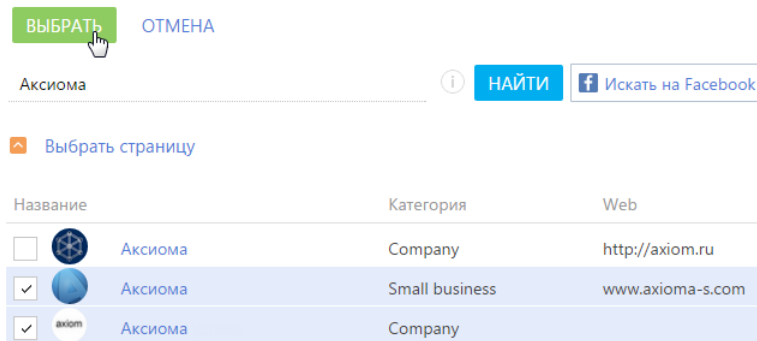 ВЫБРАТЬ ОТМЕНА
Аксиома i НАЙТИ f Искать на Facebook
Выбрать страницу
Название Категория Web
Аксиома Company http://axiom.ru
Аксиома Small business www.axioma-s.com
axiom Аксиома Company